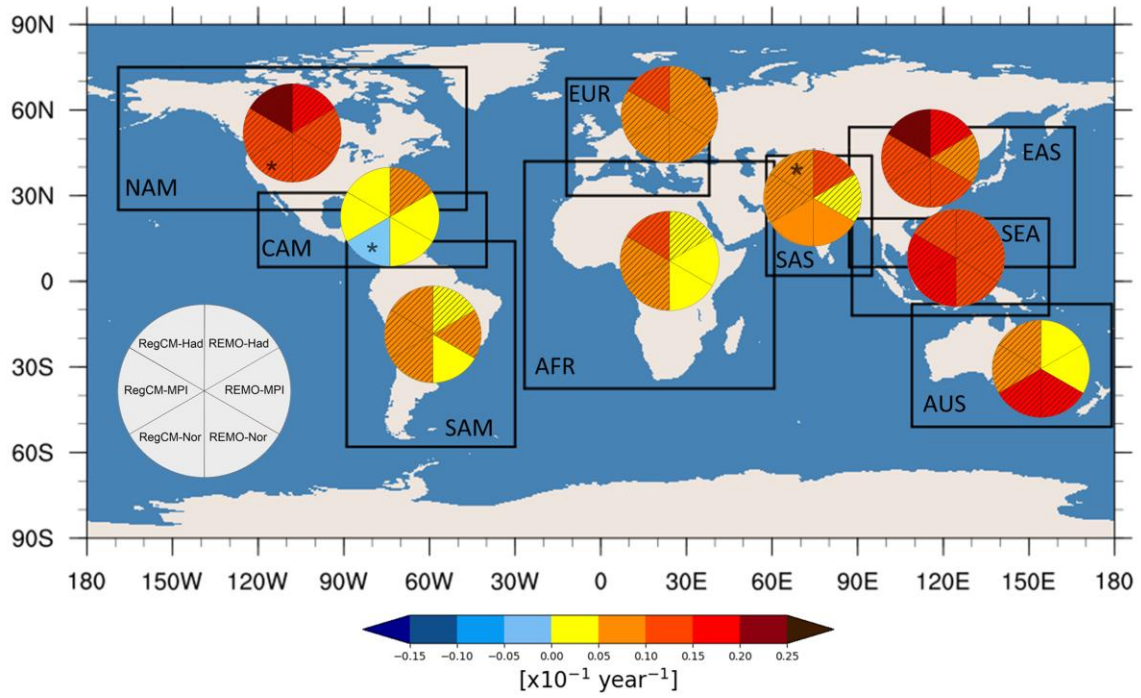 90N
60N
30N
0
30S
60S
90S
NAM
CAM
SAM
EUR
AFR
SAS
EAS
SEA
AUS
*
*
*
RegCM-Had REMO-Had
RegCM-MPI REMO-MPI
RegCM-Nor REMO-Nor
180 150W 120W 90W 60W 30W 0 30E 60E 90E 120E 150E 180
−0.15 −0.10 −0.05 0.00 0.05 0.10 0.15 0.20 0.25
[x10⁻¹ year⁻¹]